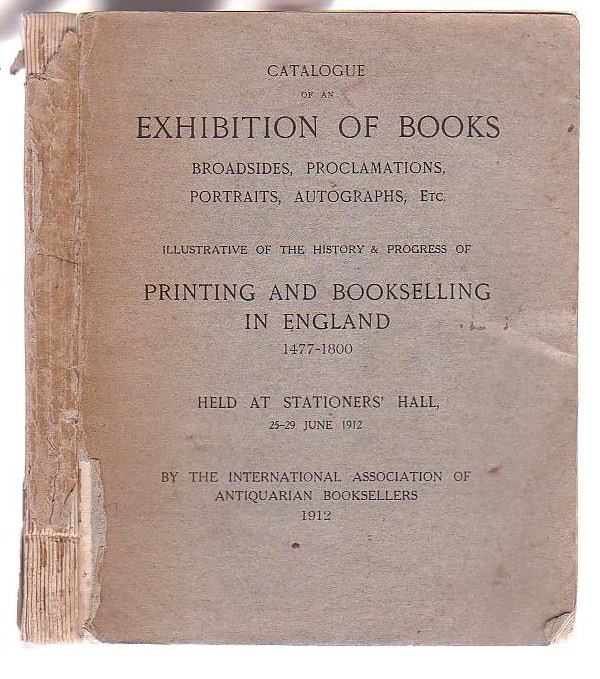 CATALOGUE
OF AN
EXHIBITION OF BOOKS
BROADSIDES, PROCLAMATIONS,
PORTRAITS, AUTOGRAPHS, ETC.
ILLUSTRATIVE OF THE HISTORY & PROGRESS OF
PRINTING AND BOOKSELLING
IN ENGLAND
1477-1800
HELD AT STATIONERS' HALL,
25-29 JUNE 1912
BY THE INTERNATIONAL ASSOCIATION OF
ANTIQUARIAN BOOKSELLERS
1912